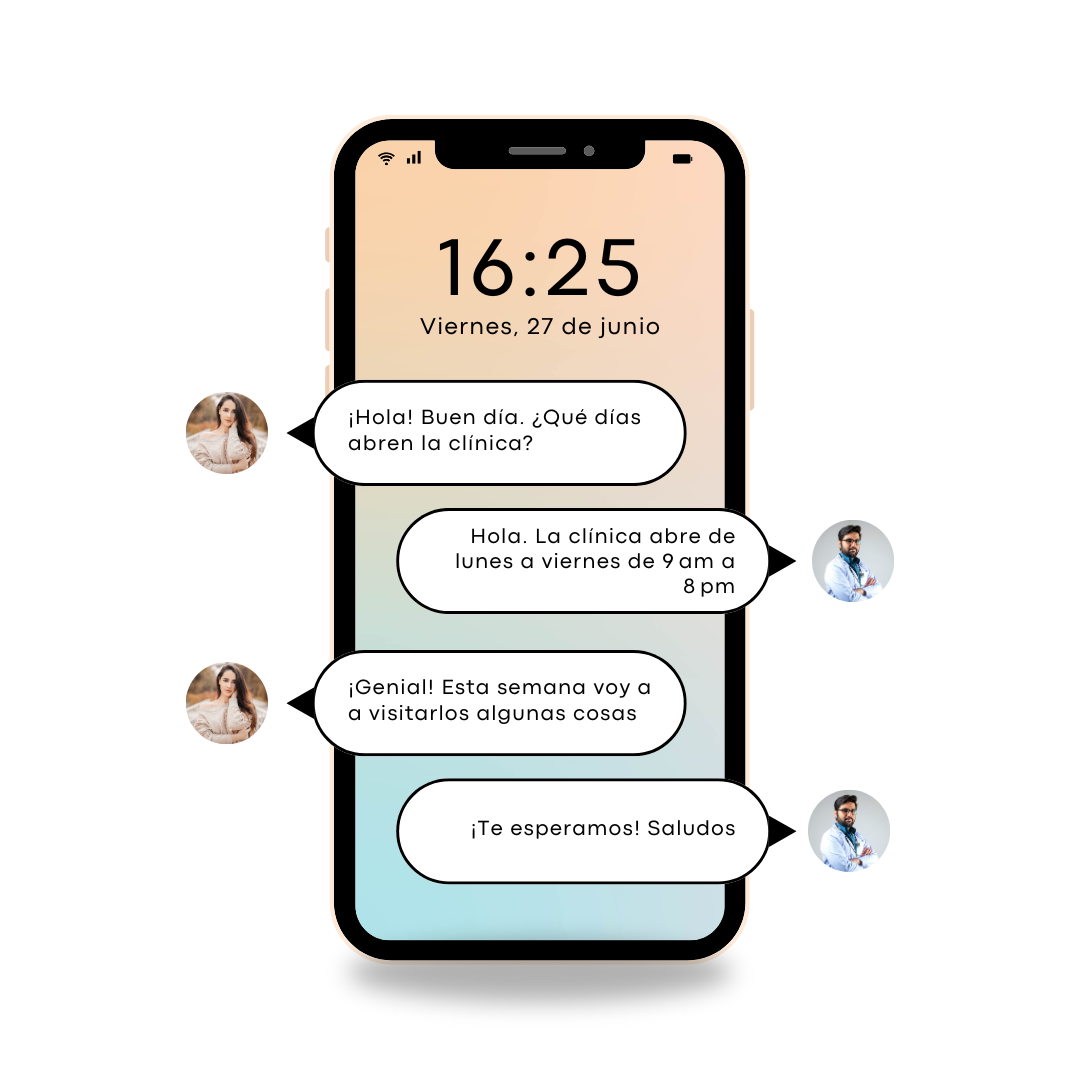 16:25
Viernes, 27 de junio
¡Hola! Buen día. ¿Qué días
abren la clínica?
Hola. La clínica abre de
lunes a viernes de 9 am a
8 pm
¡Genial! Esta semana voy a
a visitarlos algunas cosas
¡Te esperamos! Saludos